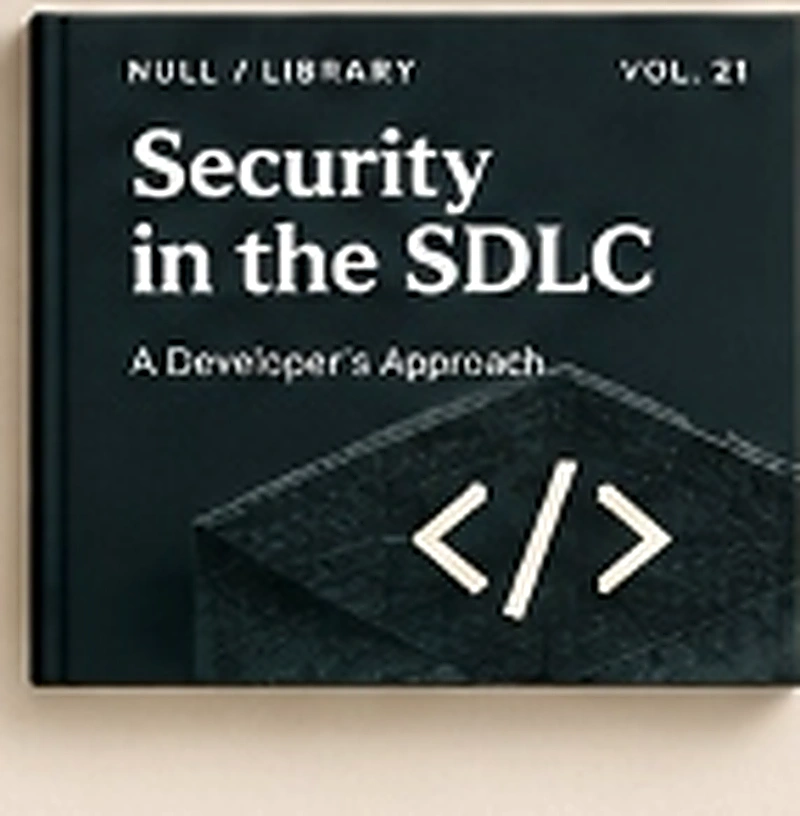 NULL / LIBRARY VOL. 21
Security
in the SDLC
A Developer's Approach
</>